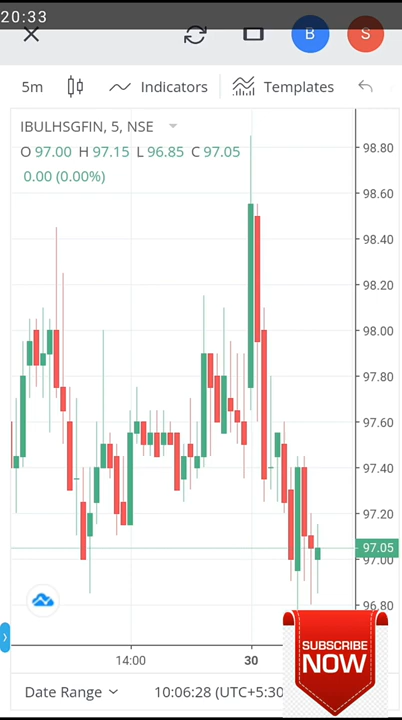 20:33
B
S
5m
Indicators
Templates
IBULHSGFIN, 5, NSE
O 97.00 H 97.15 L 96.85 C 97.05
0.00 (0.00%)
98.80
98.60
98.40
98.20
98.00
97.80
97.60
97.40
97.20
97.05
97.00
96.80
14:00
30
Date Range
10:06:28 (UTC+5:30
SUBSCRIBE
NOW